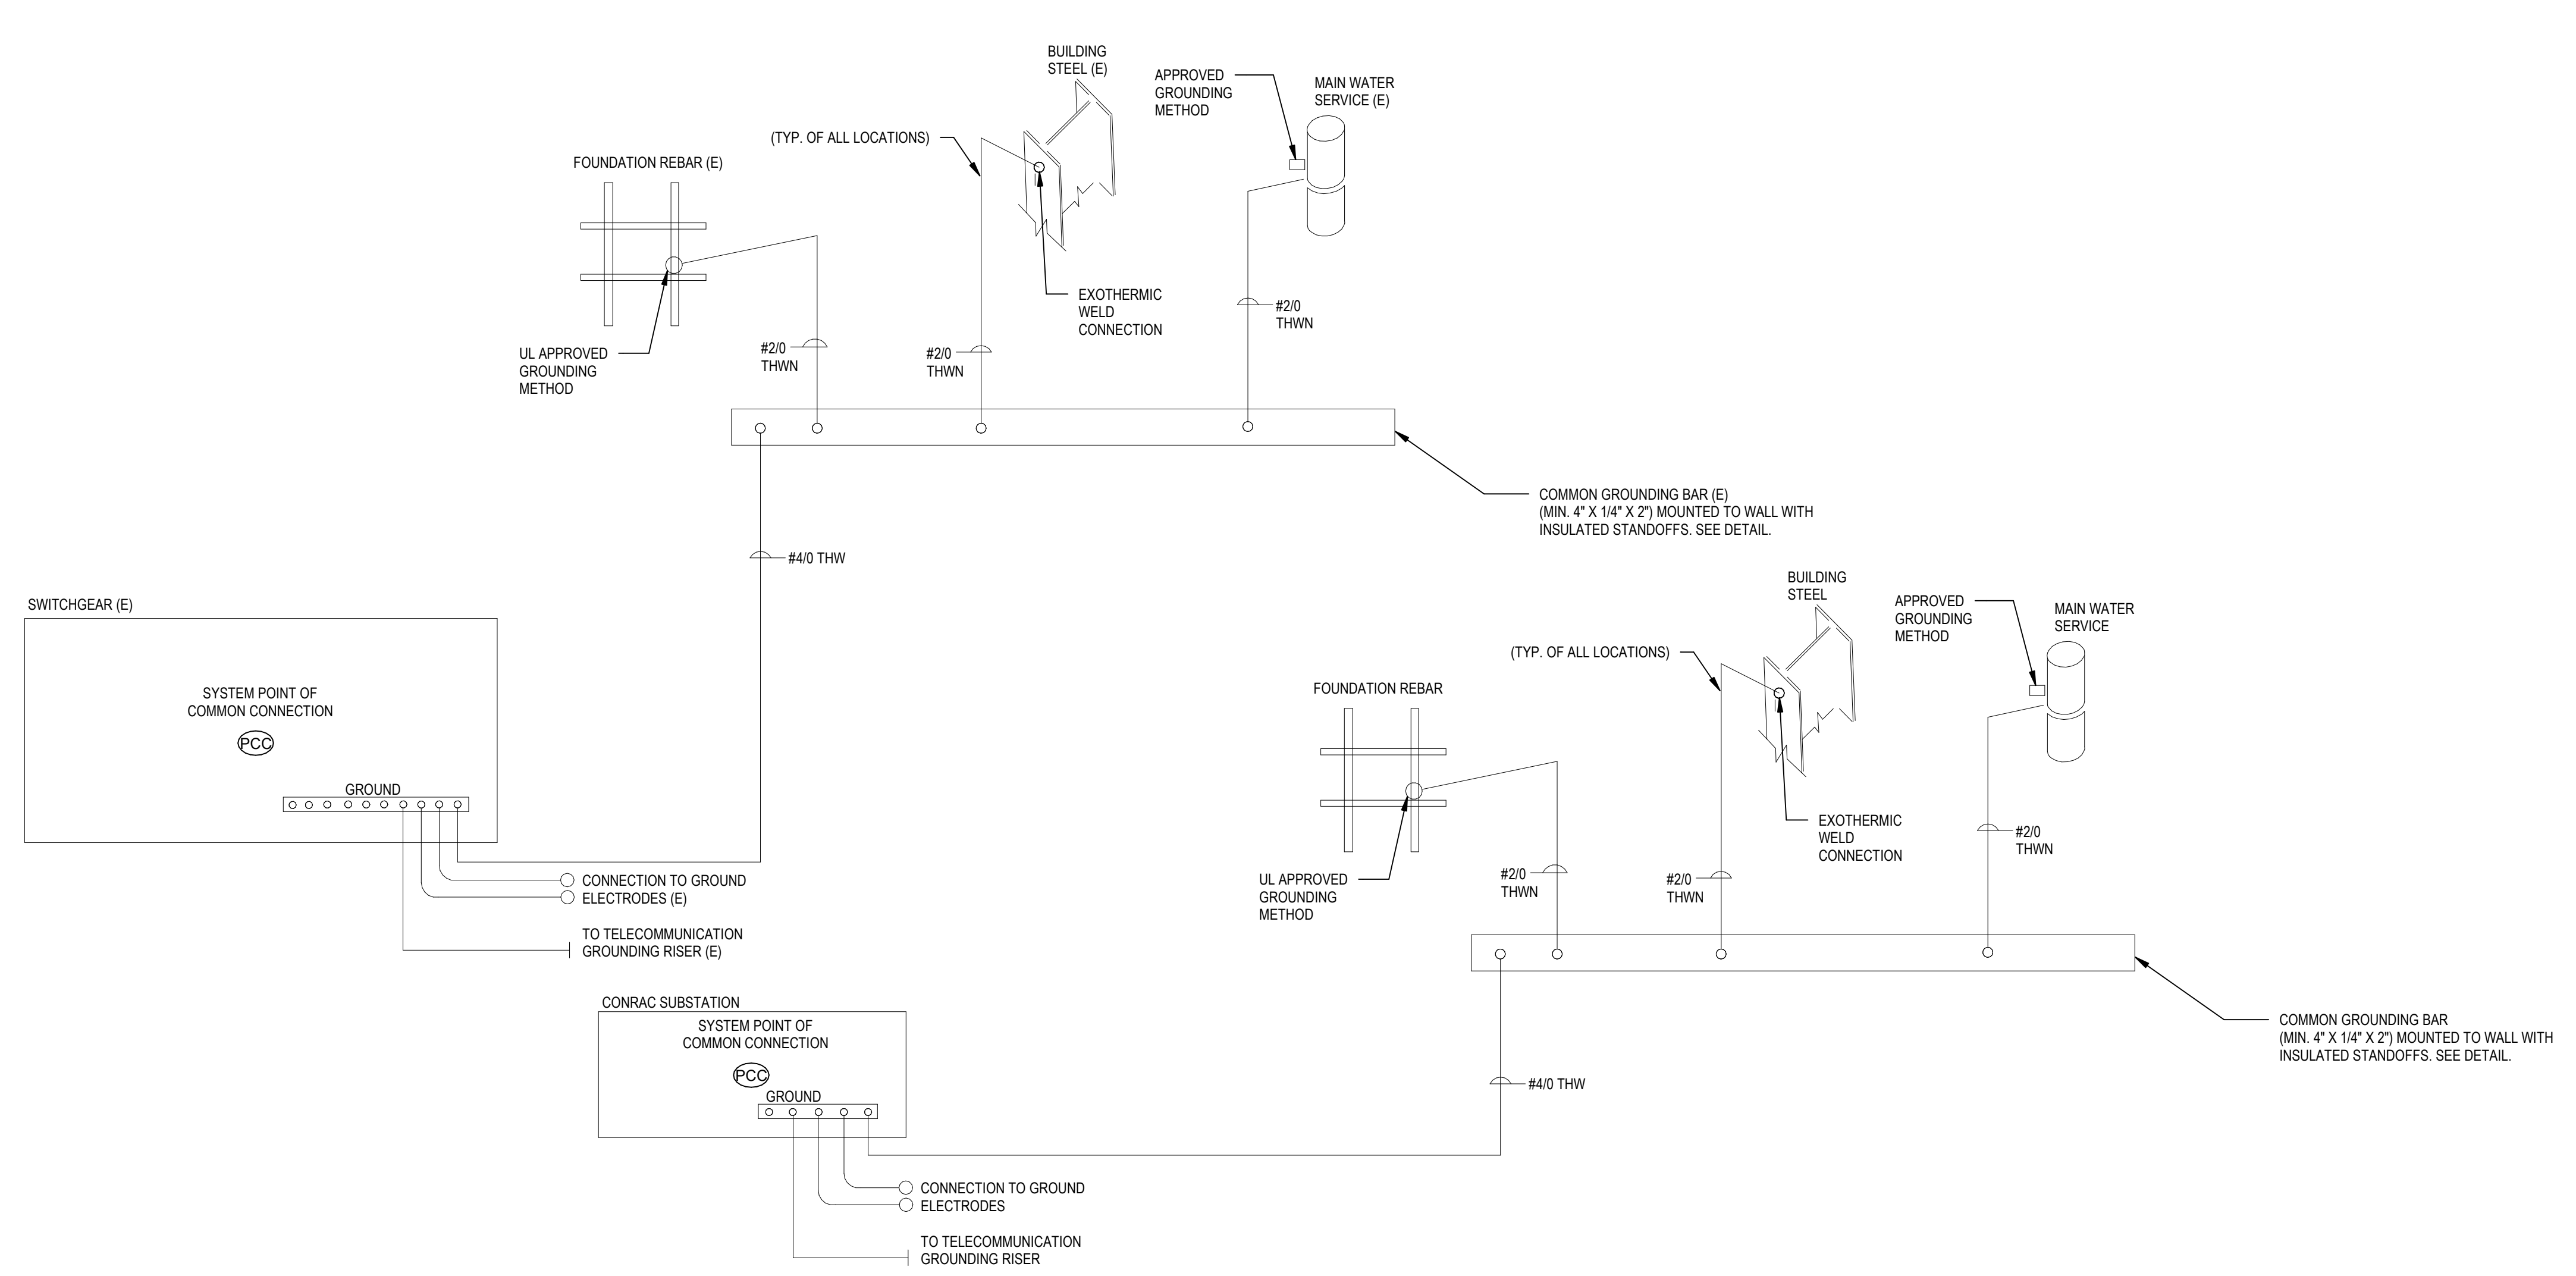 BUILDING
STEEL (E)
APPROVED
GROUNDING
METHOD
MAIN WATER
SERVICE (E)
(TYP. OF ALL LOCATIONS)
FOUNDATION REBAR (E)
EXOTHERMIC
WELD
CONNECTION
#2/0
THWN
UL APPROVED
GROUNDING
METHOD
#2/0
THWN
#2/0
THWN
COMMON GROUNDING BAR (E)
(MIN. 4" X 1/4" X 2") MOUNTED TO WALL WITH
INSULATED STANDOFFS. SEE DETAIL.
#4/0 THW
SWITCHGEAR (E)
SYSTEM POINT OF
COMMON CONNECTION
PCC
GROUND
CONNECTION TO GROUND
ELECTRODES (E)
TO TELECOMMUNICATION
GROUNDING RISER (E)
BUILDING
STEEL
APPROVED
GROUNDING
METHOD
MAIN WATER
SERVICE
(TYP. OF ALL LOCATIONS)
FOUNDATION REBAR
EXOTHERMIC
WELD
CONNECTION
#2/0
THWN
UL APPROVED
GROUNDING
METHOD
#2/0
THWN
#2/0
THWN
COMMON GROUNDING BAR
(MIN. 4" X 1/4" X 2") MOUNTED TO WALL WITH
INSULATED STANDOFFS. SEE DETAIL.
#4/0 THW
CONRAC SUBSTATION
SYSTEM POINT OF
COMMON CONNECTION
PCC
GROUND
CONNECTION TO GROUND
ELECTRODES
TO TELECOMMUNICATION
GROUNDING RISER